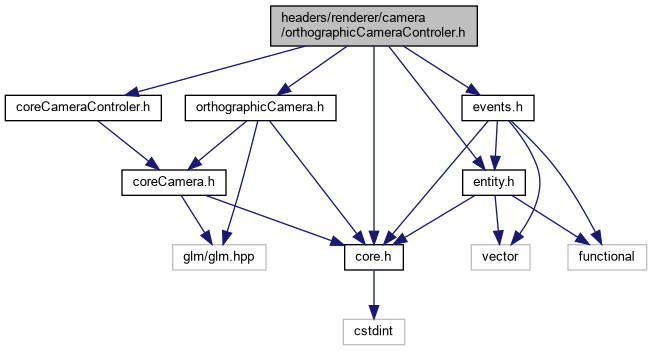 headers/renderer/camera
/orthographicCameraControler.h
coreCameraControler.h
orthographicCamera.h
events.h
coreCamera.h
entity.h
glm/glm.hpp
core.h
vector
functional
cstdint